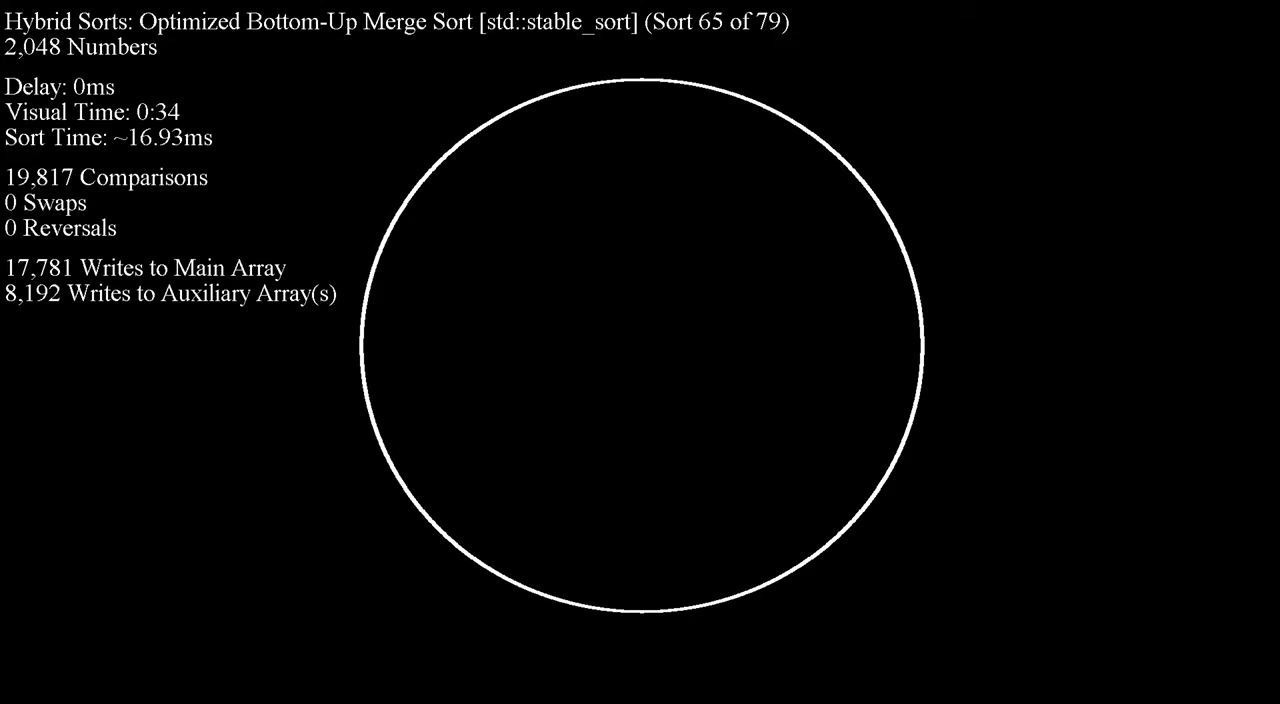 Hybrid Sorts: Optimized Bottom-Up Merge Sort [std::stable_sort] (Sort 65 of 79)
2,048 Numbers
Delay: 0ms
Visual Time: 0:34
Sort Time: ~16.93ms
19,817 Comparisons
0 Swaps
0 Reversals
17,781 Writes to Main Array
8,192 Writes to Auxiliary Array(s)